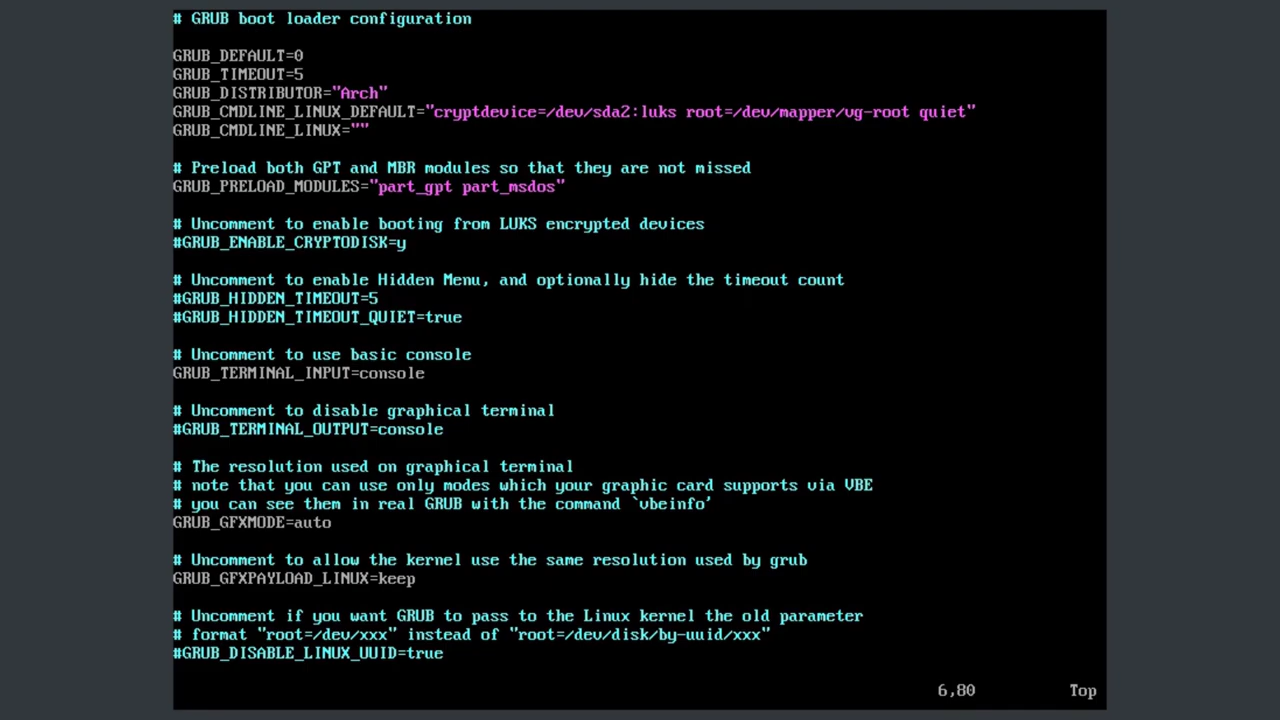 # GRUB boot loader configuration
GRUB_DEFAULT=0
GRUB_TIMEOUT=5
GRUB_DISTRIBUTOR="Arch"
GRUB_CMDLINE_LINUX_DEFAULT="cryptdevice=/dev/sda2:luks root=/dev/mapper/vg-root quiet"
GRUB_CMDLINE_LINUX=""
# Preload both GPT and MBR modules so that they are not missed
GRUB_PRELOAD_MODULES="part_gpt part_msdos"
# Uncomment to enable booting from LUKS encrypted devices
#GRUB_ENABLE_CRYPTODISK=y
# Uncomment to enable Hidden Menu, and optionally hide the timeout count
#GRUB_HIDDEN_TIMEOUT=5
#GRUB_HIDDEN_TIMEOUT_QUIET=true
# Uncomment to use basic console
GRUB_TERMINAL_INPUT=console
# Uncomment to disable graphical terminal
#GRUB_TERMINAL_OUTPUT=console
# The resolution used on graphical terminal
# note that you can use only modes which your graphic card supports via VBE
# you can see them in real GRUB with the command `vbeinfo'
GRUB_GFXMODE=auto
# Uncomment to allow the kernel use the same resolution used by grub
GRUB_GFXPAYLOAD_LINUX=keep
# Uncomment if you want GRUB to pass to the Linux kernel the old parameter
# format "root=/dev/xxx" instead of "root=/dev/disk/by-uuid/xxx"
#GRUB_DISABLE_LINUX_UUID=true
6,80 Top